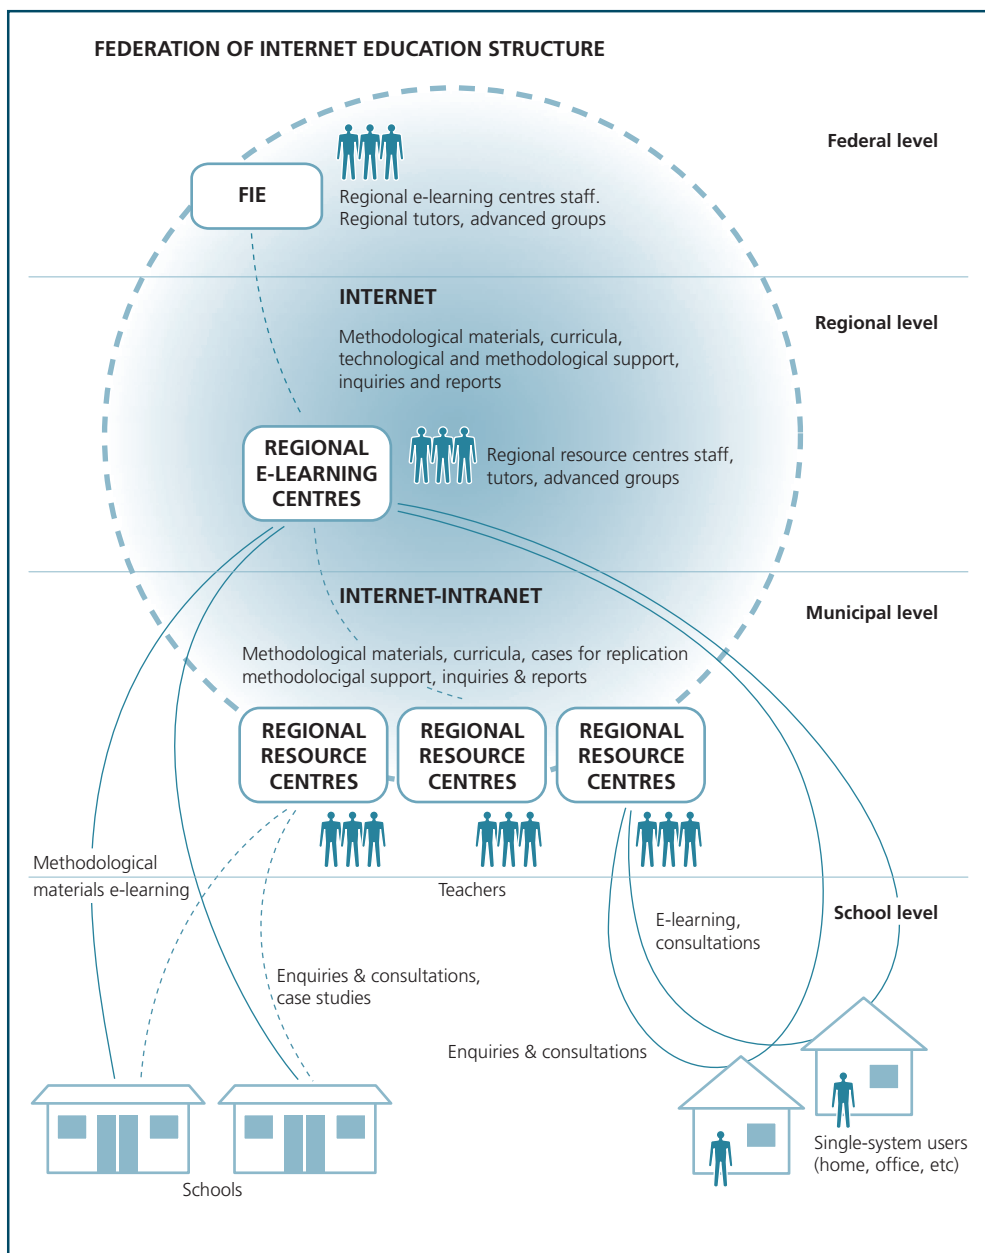 FEDERATION OF INTERNET EDUCATION STRUCTURE
Federal level
FIE
Regional e-learning centres staff.
Regional tutors, advanced groups
INTERNET
Regional level
Methodological materials, curricula,
technological and methodological support,
inquiries and reports
REGIONAL
E-LEARNING
CENTRES
Regional resource centres staff,
tutors, advanced groups
INTERNET-INTRANET
Municipal level
Methodological materials, curricula, cases for replication
methodolocigal support, inquiries & reports
REGIONAL
RESOURCE
CENTRES
REGIONAL
RESOURCE
CENTRES
REGIONAL
RESOURCE
CENTRES
Methodological
materials e-learning
Teachers
School level
E-learning,
consultations
Enquiries & consultations,
case studies
Enquiries & consultations
Single-system users
(home, office, etc)
Schools